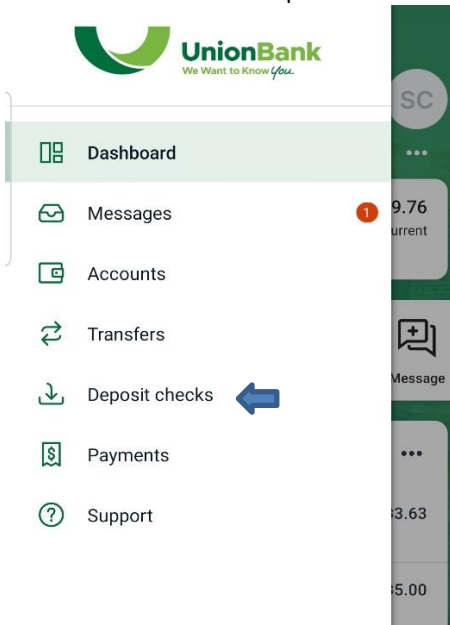 UnionBank
We Want to Know You.
SC
Dashboard
9.76
Messages 1
urrent
Accounts
Transfers
Message
Deposit checks
Payments
Support
3.63
5.00